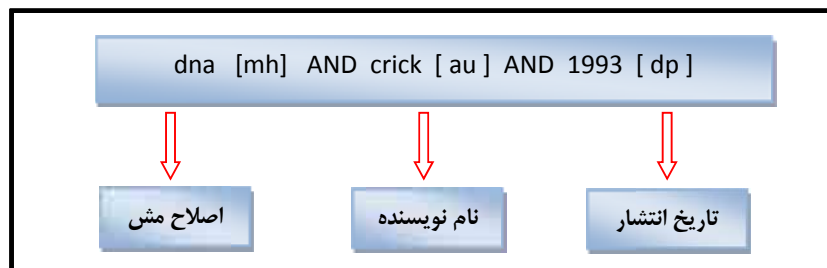 dna [mh] AND crick [ au ] AND 1993 [ dp ]
اصلاح مش
نام نویسنده
تاریخ انتشار